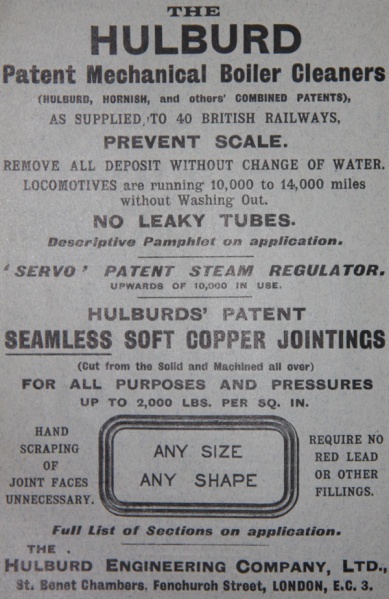 THE
HULBURD
Patent Mechanical Boiler Cleaners
(HULBURD, HORNISH, and others' COMBINED PATENTS),
AS SUPPLIED TO 40 BRITISH RAILWAYS,
PREVENT SCALE.
REMOVE ALL DEPOSIT WITHOUT CHANGE OF WATER.
LOCOMOTIVES are running 10,000 to 14,000 miles
without Washing Out.
NO LEAKY TUBES.
Descriptive Pamphlet on application.
'SERVO' PATENT STEAM REGULATOR.
UPWARDS OF 10,000 IN USE.
HULBURDS' PATENT
SEAMLESS SOFT COPPER JOINTINGS
(Cut from the Solid and Machined all over)
FOR ALL PURPOSES AND PRESSURES
UP TO 2,000 LBS. PER SQ. IN.
HAND
SCRAPING
OF
JOINT FACES
UNNECESSARY.
ANY SIZE
ANY SHAPE
REQUIRE NO
RED LEAD
OR OTHER
FILLINGS.
Full List of Sections on application.
THE
HULBURD ENGINEERING COMPANY, LTD.,
St. Benet Chambers, Fenchurch Street, LONDON, E.C. 3.